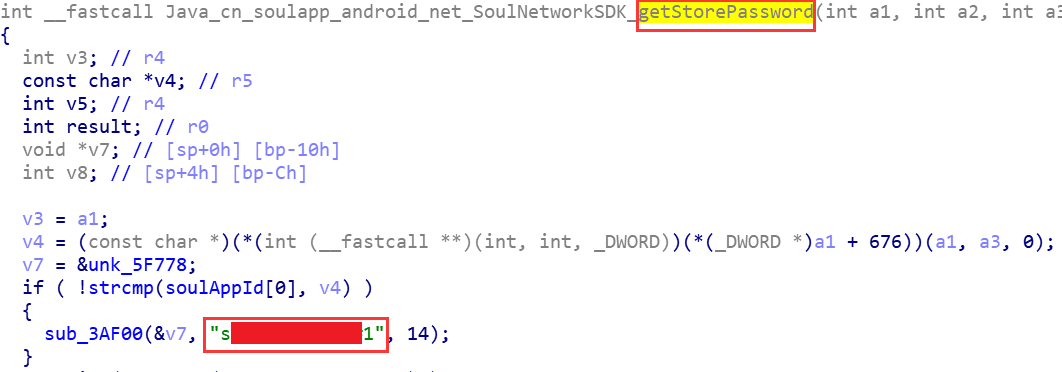 int __fastcall Java_cn_soulapp_android_net_SoulNetworkSDK_getStorePassword(int a1, int a2, int a3
{
int v3; // r4
const char *v4; // r5
int v5; // r4
int result; // r0
void *v7; // [sp+0h] [bp-10h]
int v8; // [sp+4h] [bp-Ch]
v3 = a1;
v4 = (const char *)(*(int (__fastcall **)(int, int, _DWORD))(*(_DWORD *)a1 + 676))(a1, a3, 0);
v7 = &unk_5F778;
if ( !strcmp(soulAppId[0], v4) )
{
sub_3AF00(&v7, "s 1", 14);
}